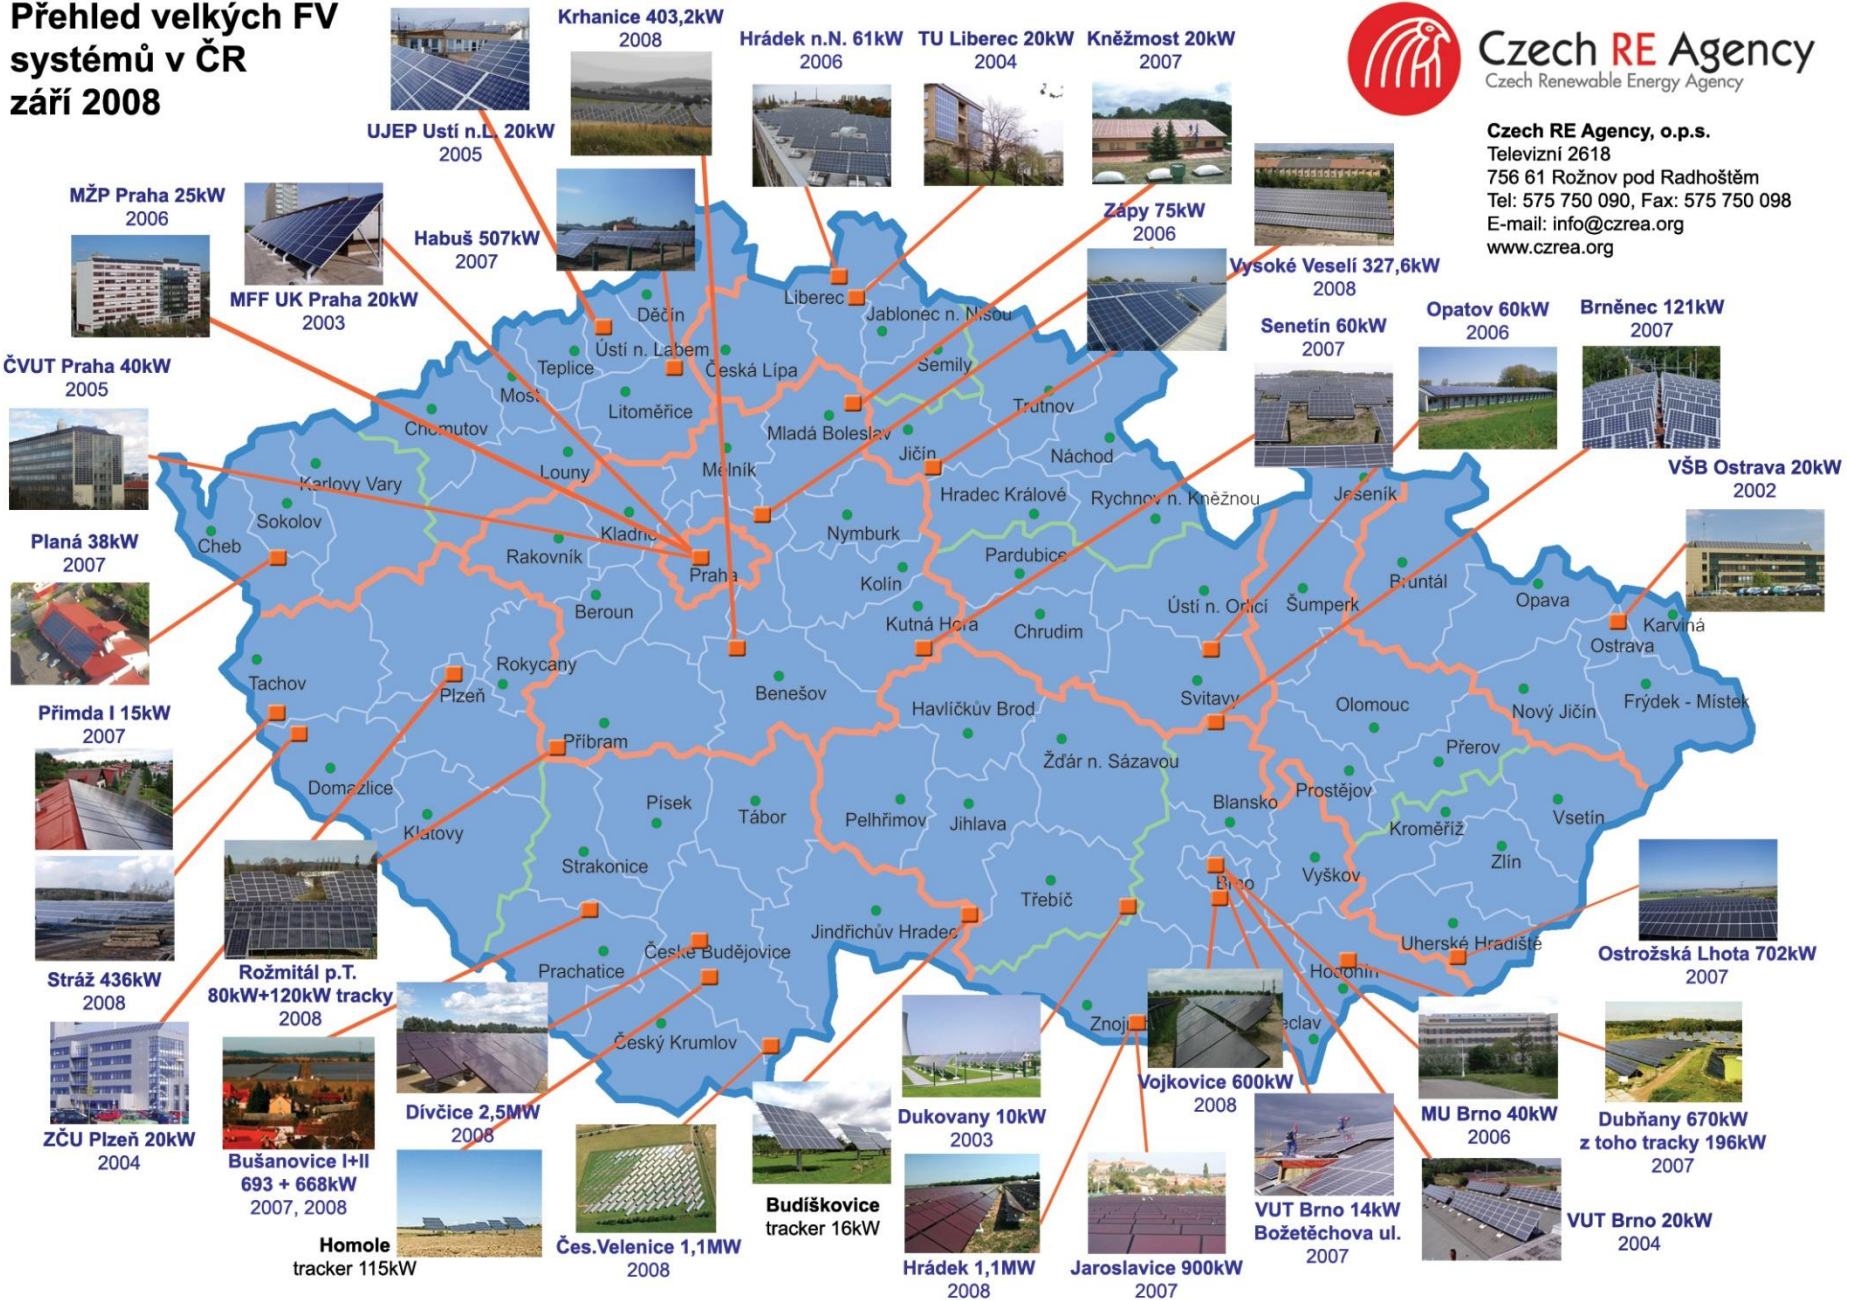 Přehled velkých FV
systémů v ČR
září 2008
Czech RE Agency
Czech Renewable Energy Agency
Czech RE Agency, o.p.s.
Televizní 2618
756 61 Rožnov pod Radhoštěm
Tel: 575 750 090, Fax: 575 750 098
E-mail: info@czrea.org
www.czrea.org
UJEP Ustí n.L. 20kW
2005
Krhanice 403,2kW
2008
Hrádek n.N. 61kW
2006
TU Liberec 20kW
2004
Kněžmost 20kW
2007
MŽP Praha 25kW
2006
MFF UK Praha 20kW
2003
Habuš 507kW
2007
Zápy 75kW
2006
Vysoké Veselí 327,6kW
2008
Senetín 60kW
2007
Opatov 60kW
2006
Brněnec 121kW
2007
ČVUT Praha 40kW
2005
VŠB Ostrava 20kW
2002
Planá 38kW
2007
Přimda I 15kW
2007
Stráž 436kW
2008
ZČU Plzeň 20kW
2004
Rožmitál p.T.
80kW+120kW tracky
2008
Bušanovice I+II
693 + 668kW
2007, 2008
Dívčice 2,5MW
2008
Homole
tracker 115kW
Čes.Velenice 1,1MW
2008
Budíškovice
tracker 16kW
Dukovany 10kW
2003
Hrádek 1,1MW
2008
Jaroslavice 900kW
2007
Vojkovice 600kW
2008
VUT Brno 14kW
Božetěchova ul.
2007
MU Brno 40kW
2006
VUT Brno 20kW
2004
Dubňany 670kW
z toho tracky 196kW
2007
Ostrožská Lhota 702kW
2007
Děčín
Liberec
Jablonec n. Nisou
Ústí n. Labem
Teplice
Česká Lípa
Semily
Most
Litoměřice
Trutnov
Chomutov
Mladá Boleslav
Jičín
Náchod
Louny
Mělník
Karlovy Vary
Hradec Králové
Rychnov n. Kněžnou
Jeseník
Sokolov
Cheb
Kladno
Rakovník
Nymburk
Praha
Pardubice
Kolín
Bruntál
Beroun
Kutná Hora
Chrudim
Ústí n. Orlicí
Šumperk
Opava
Karviná
Ostrava
Rokycany
Plzeň
Tachov
Benešov
Svitavy
Havlíčkův Brod
Olomouc
Nový Jičín
Frýdek - Místek
Příbram
Žďár n. Sázavou
Přerov
Domažlice
Prostějov
Písek
Blansko
Tábor
Pelhřimov
Jihlava
Klatovy
Kroměříž
Vsetín
Strakonice
Zlín
Vyškov
Brno
Třebíč
Jindřichův Hradec
České Budějovice
Uherské Hradiště
Prachatice
Hodonín
Český Krumlov